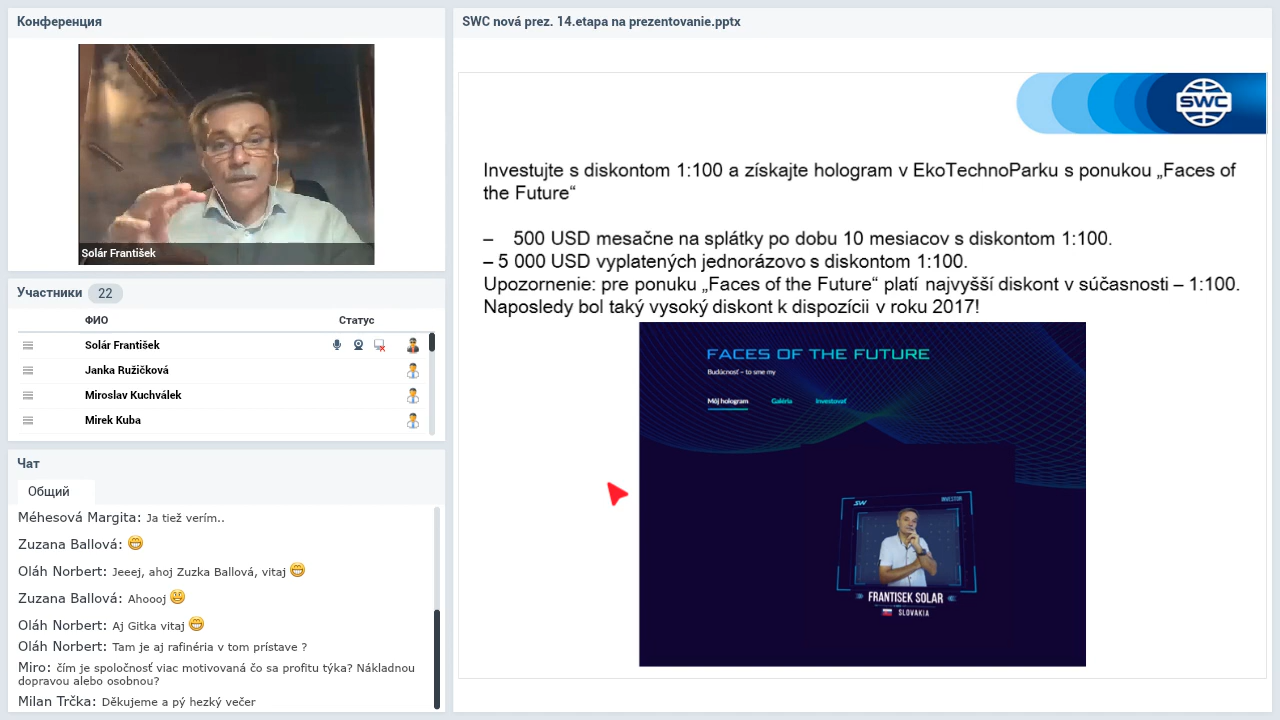 Конференция
Solár František
Участники 22
ФИО Статус
Solár František
Janka Ružičková
Miroslav Kuchválek
Mirek Kuba
Чат
Общий
Méhesová Margita: Ja tiež verím..
Zuzana Ballová:
Oláh Norbert: Jeeej, ahoj Zuzka Ballová, vitaj
Zuzana Ballová: Ahoooj
Oláh Norbert: Aj Gitka vitaj
Oláh Norbert: Tam je aj rafinéria v tom prístave ?
Miro: čím je spoločnosť viac motivovaná čo sa profitu týka? Nákladnou
dopravou alebo osobnou?
Milan Trčka: Děkujeme a pý hezký večer
SWC nová prez. 14.etapa na prezentovanie.pptx
SWC
Investujte s diskontom 1:100 a získajte hologram v EkoTechnoParku s ponukou „Faces of
the Future“
– 500 USD mesačne na splátky po dobu 10 mesiacov s diskontom 1:100.
– 5 000 USD vyplatených jednorázovo s diskontom 1:100.
Upozornenie: pre ponuku „Faces of the Future“ platí najvyšší diskont v súčasnosti – 1:100.
Naposledy bol taký vysoký diskont k dispozícii v roku 2017!
FACES OF THE FUTURE
Budúcnosť – to sme my
Môj hologram Galéria Investovať
SW INVESTOR
FRANTISEK SOLAR
SLOVAKIA